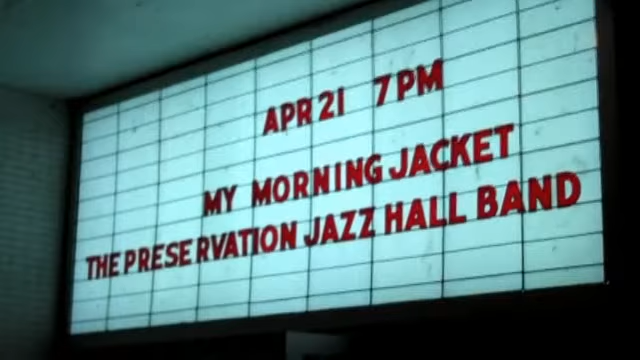 APR 21 7 PM
MY MORNING JACKET
THE PRESERVATION JAZZ HALL BAND